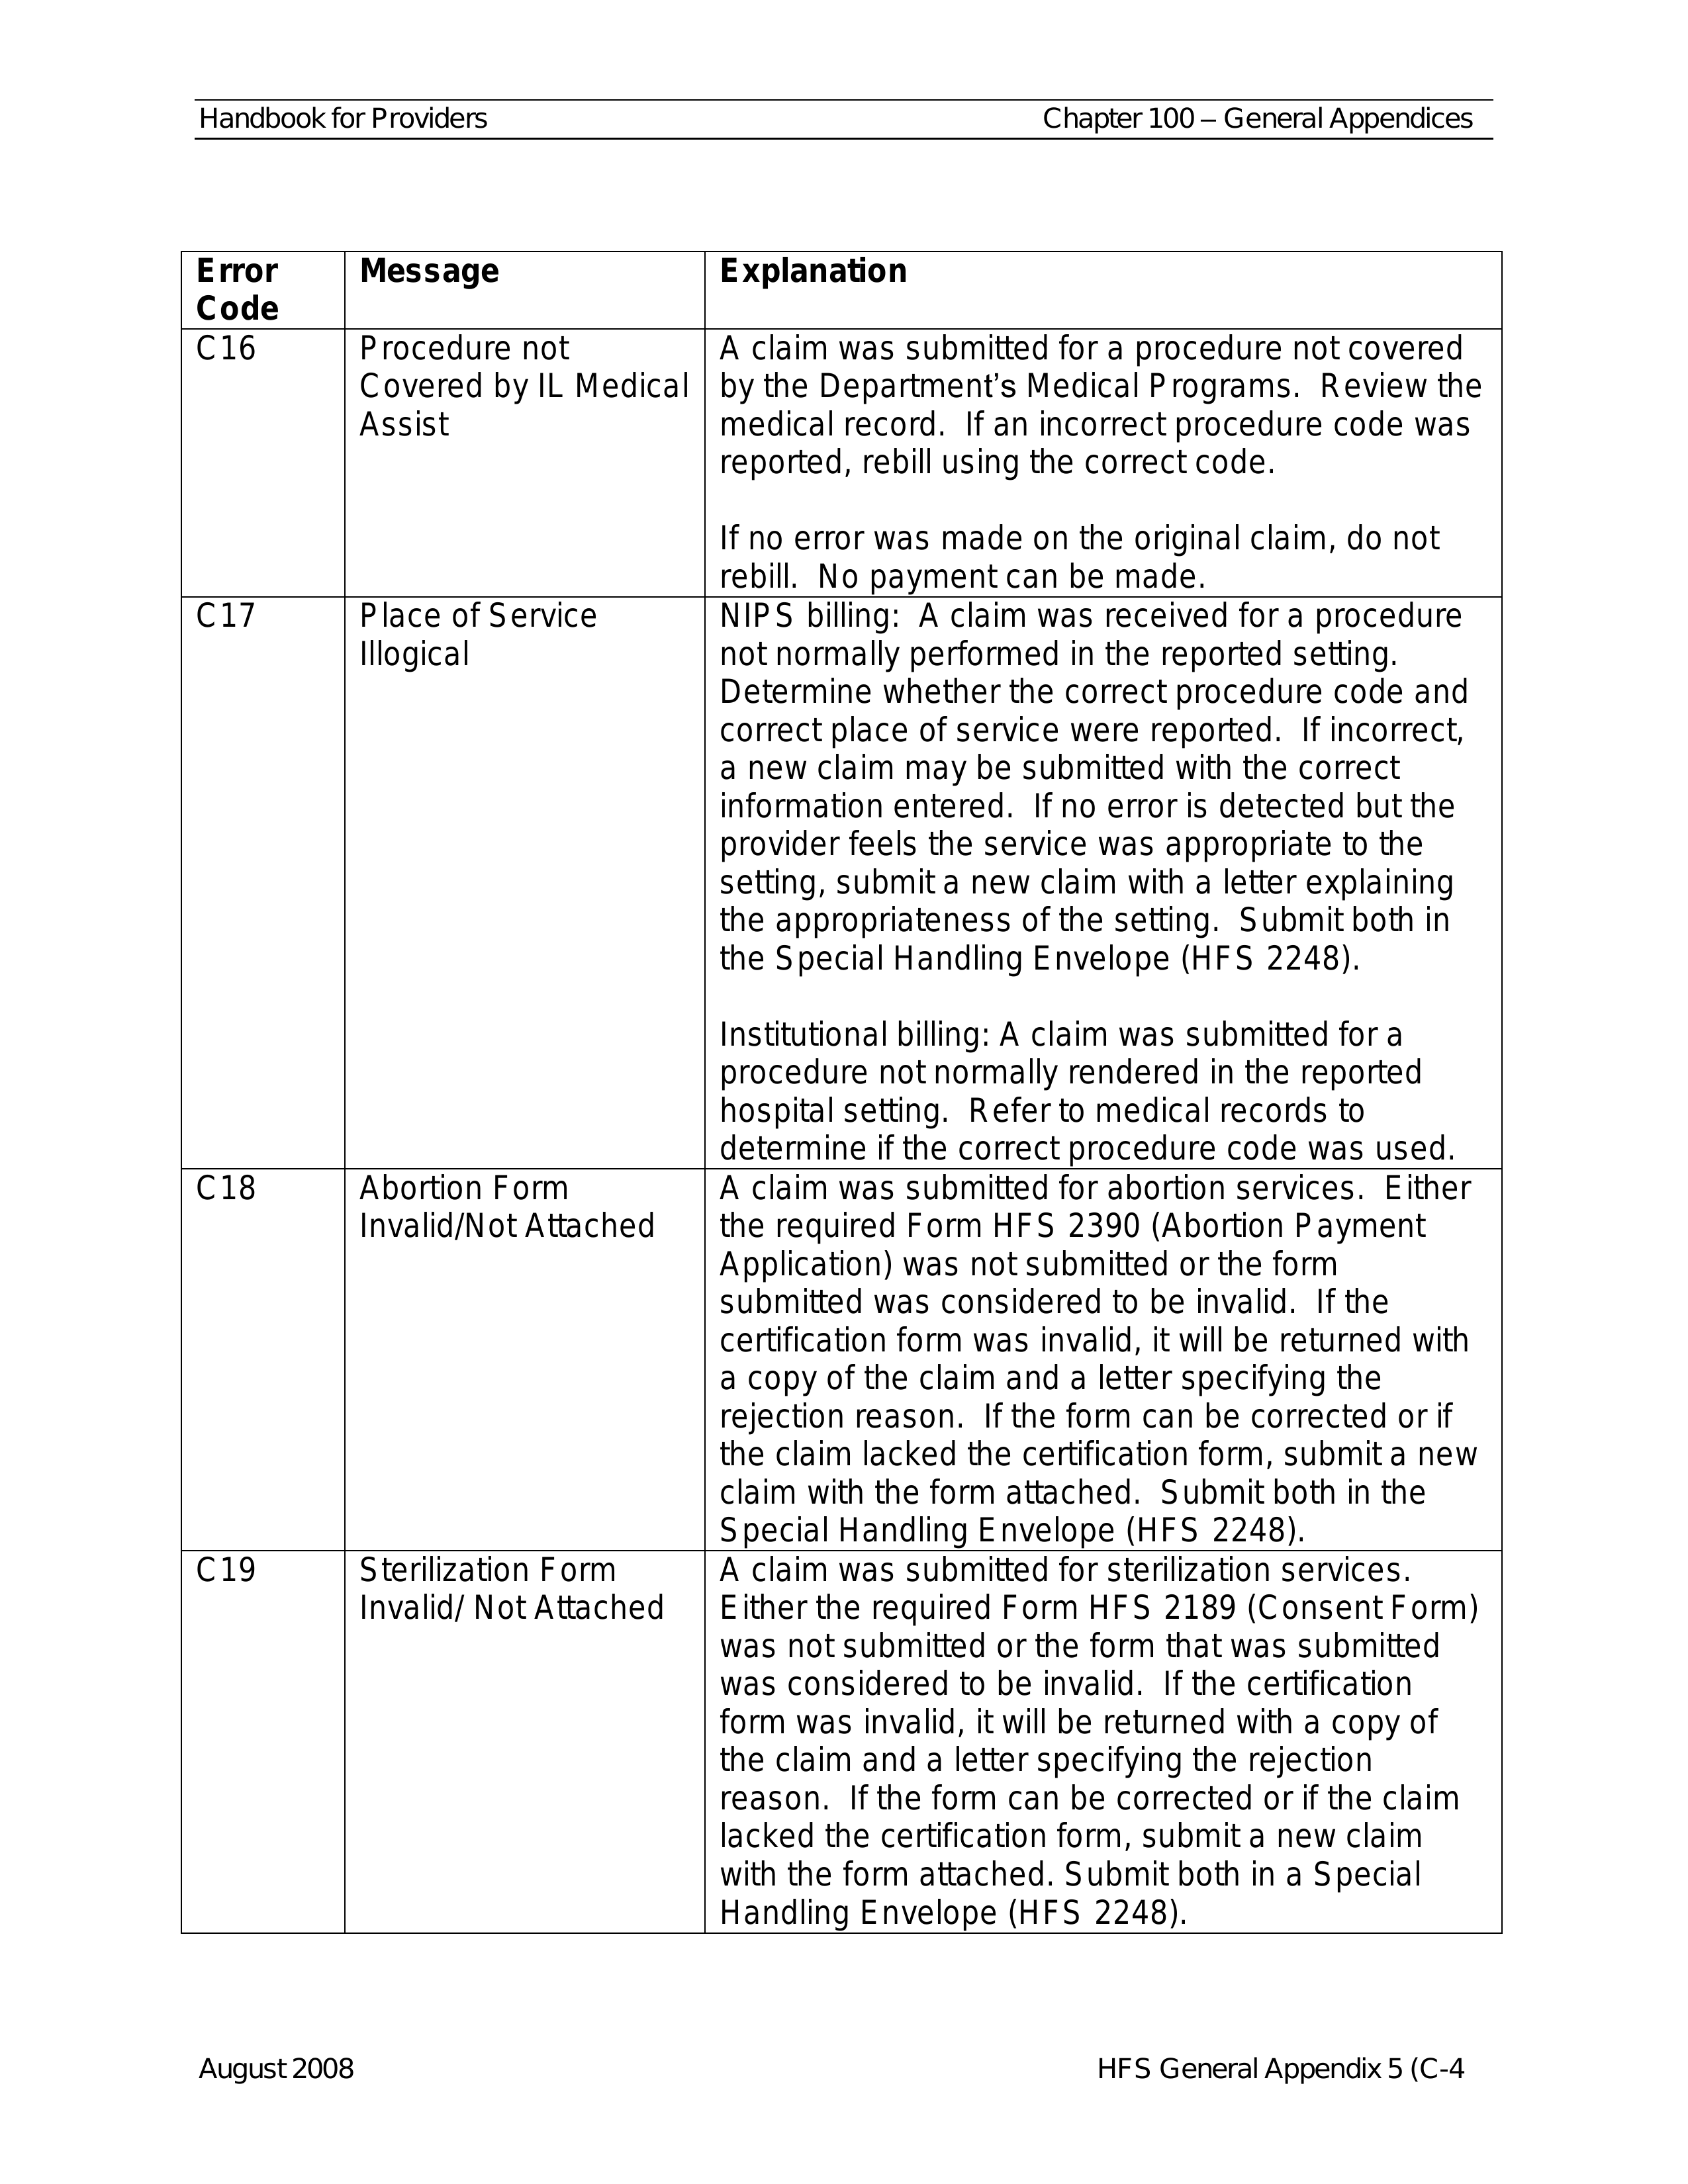 Handbook for Providers Chapter 100 – General Appendices
Error Code Message Explanation
C16 Procedure not Covered by IL Medical Assist
A claim was submitted for a procedure not covered
by the Department's Medical Programs.  Review the
medical record.  If an incorrect procedure code was
reported, rebill using the correct code.
If no error was made on the original claim, do not
rebill.  No payment can be made.
C17 Place of Service Illogical
NIPS billing:  A claim was received for a procedure
not normally performed in the reported setting.
Determine whether the correct procedure code and
correct place of service were reported.  If incorrect,
a new claim may be submitted with the correct
information entered.  If no error is detected but the
provider feels the service was appropriate to the
setting, submit a new claim with a letter explaining
the appropriateness of the setting.  Submit both in
the Special Handling Envelope (HFS 2248).
Institutional billing: A claim was submitted for a
procedure not normally rendered in the reported
hospital setting.  Refer to medical records to
determine if the correct procedure code was used.
C18 Abortion Form Invalid/Not Attached
A claim was submitted for abortion services.  Either
the required Form HFS 2390 (Abortion Payment
Application) was not submitted or the form
submitted was considered to be invalid.  If the
certification form was invalid, it will be returned with
a copy of the claim and a letter specifying the
rejection reason.  If the form can be corrected or if
the claim lacked the certification form, submit a new
claim with the form attached.  Submit both in the
Special Handling Envelope (HFS 2248).
C19 Sterilization Form Invalid/ Not Attached
A claim was submitted for sterilization services.
Either the required Form HFS 2189 (Consent Form)
was not submitted or the form that was submitted
was considered to be invalid.  If the certification
form was invalid, it will be returned with a copy of
the claim and a letter specifying the rejection
reason.  If the form can be corrected or if the claim
lacked the certification form, submit a new claim
with the form attached. Submit both in a Special
Handling Envelope (HFS 2248).
August 2008 HFS General Appendix 5 (C-4